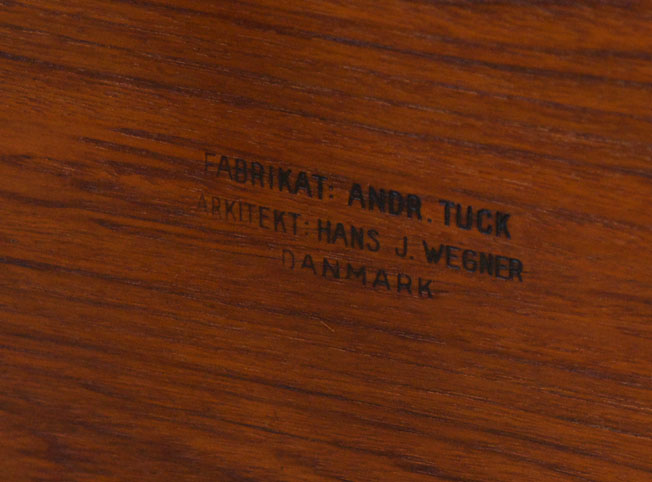 FABRIKAT: ANDR. TUCK
ARKITEKT: HANS J. WEGNER
DANMARK